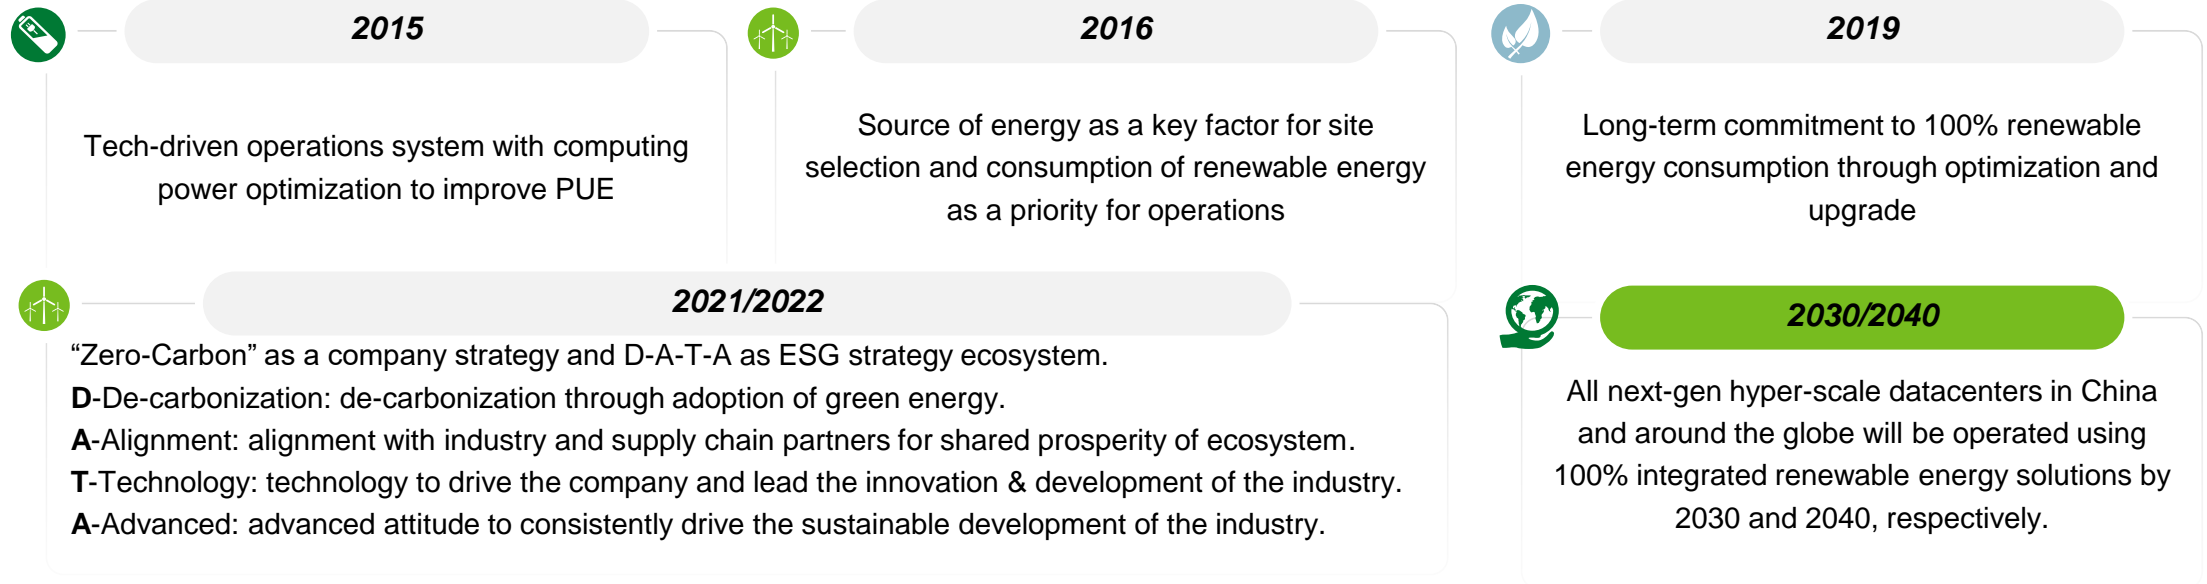 2015
Tech-driven operations system with computing
power optimization to improve PUE
2016
Source of energy as a key factor for site
selection and consumption of renewable energy
as a priority for operations
2019
Long-term commitment to 100% renewable
energy consumption through optimization and
upgrade
2021/2022
“Zero-Carbon” as a company strategy and D-A-T-A as ESG strategy ecosystem.
D-De-carbonization: de-carbonization through adoption of green energy.
A-Alignment: alignment with industry and supply chain partners for shared prosperity of ecosystem.
T-Technology: technology to drive the company and lead the innovation & development of the industry.
A-Advanced: advanced attitude to consistently drive the sustainable development of the industry.
2030/2040
All next-gen hyper-scale datacenters in China
and around the globe will be operated using
100% integrated renewable energy solutions by
2030 and 2040, respectively.